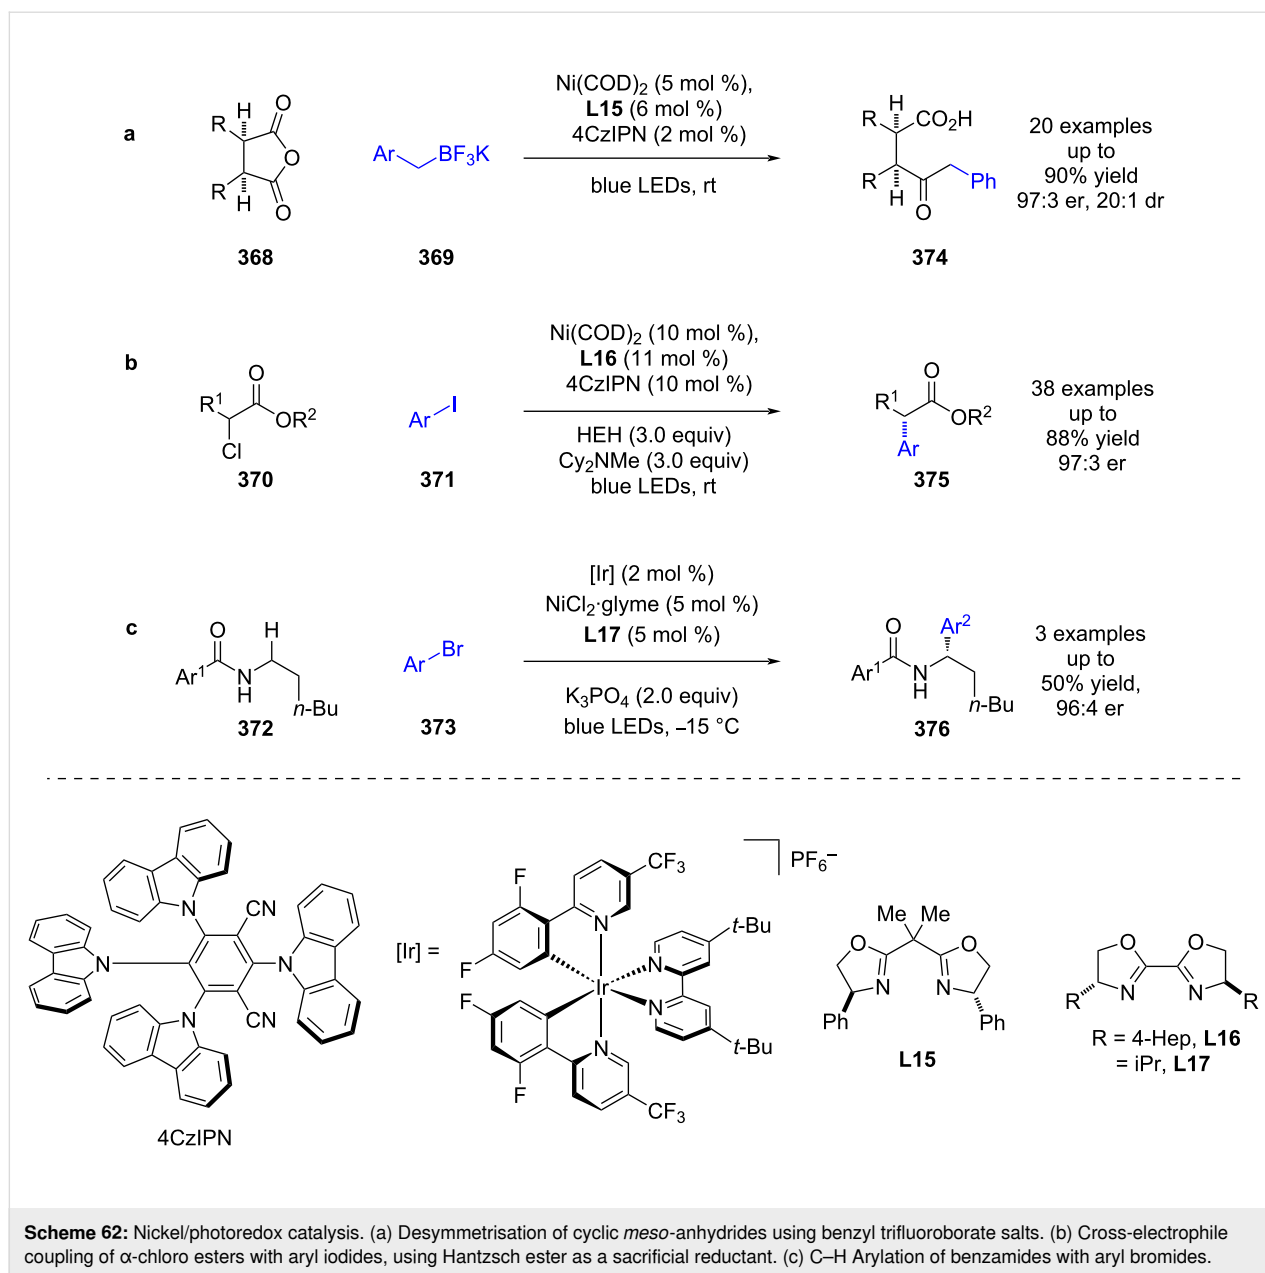 a
R
H
R
H
O
O
O
368
Ar
BF₃K
369
Ni(COD)₂ (5 mol %),
L15 (6 mol %)
4CzIPN (2 mol %)
blue LEDs, rt
H
R
CO₂H
R
H
O
Ph
374
20 examples
up to
90% yield
97:3 er, 20:1 dr
b
O
R¹
OR²
Cl
370
Ar
I
371
Ni(COD)₂ (10 mol %),
L16 (11 mol %)
4CzIPN (10 mol %)
HEH (3.0 equiv)
Cy₂NMe (3.0 equiv)
blue LEDs, rt
O
R¹
OR²
Ar
375
38 examples
up to
88% yield
97:3 er
c
O
H
Ar¹
N
H
n-Bu
372
Ar
Br
373
[Ir] (2 mol %)
NiCl₂·glyme (5 mol %)
L17 (5 mol %)
K₃PO₄ (2.0 equiv)
blue LEDs, –15 °C
O
Ar²
Ar¹
N
H
n-Bu
376
3 examples
up to
50% yield,
96:4 er
N
CN
N
N
N
CN
4CzIPN
[Ir] =
PF₆⁻
CF₃
F
N
t-Bu
F
N
Ir
F
N
N
t-Bu
F
CF₃
Me Me
O
O
N
N
Ph
Ph
L15
O
O
N
N
R
R
R = 4-Hep, L16
= iPr, L17
Scheme 62: Nickel/photoredox catalysis. (a) Desymmetrisation of cyclic meso-anhydrides using benzyl trifluoroborate salts. (b) Cross-electrophile
coupling of α-chloro esters with aryl iodides, using Hantzsch ester as a sacrificial reductant. (c) C–H Arylation of benzamides with aryl bromides.